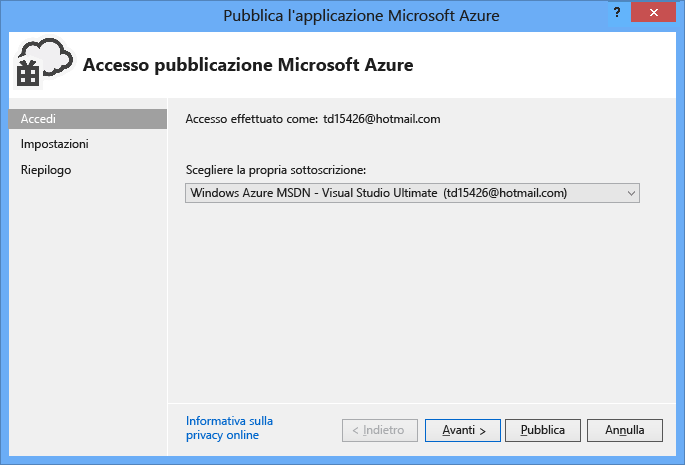 Pubblica l'applicazione Microsoft Azure
?
Accesso pubblicazione Microsoft Azure
Accedi
Impostazioni
Riepilogo
Accesso effettuato come: td15426@hotmail.com
Scegliere la propria sottoscrizione:
Windows Azure MSDN - Visual Studio Ultimate (td15426@hotmail.com)
Informativa sulla
privacy online
< Indietro
Avanti >
Pubblica
Annulla